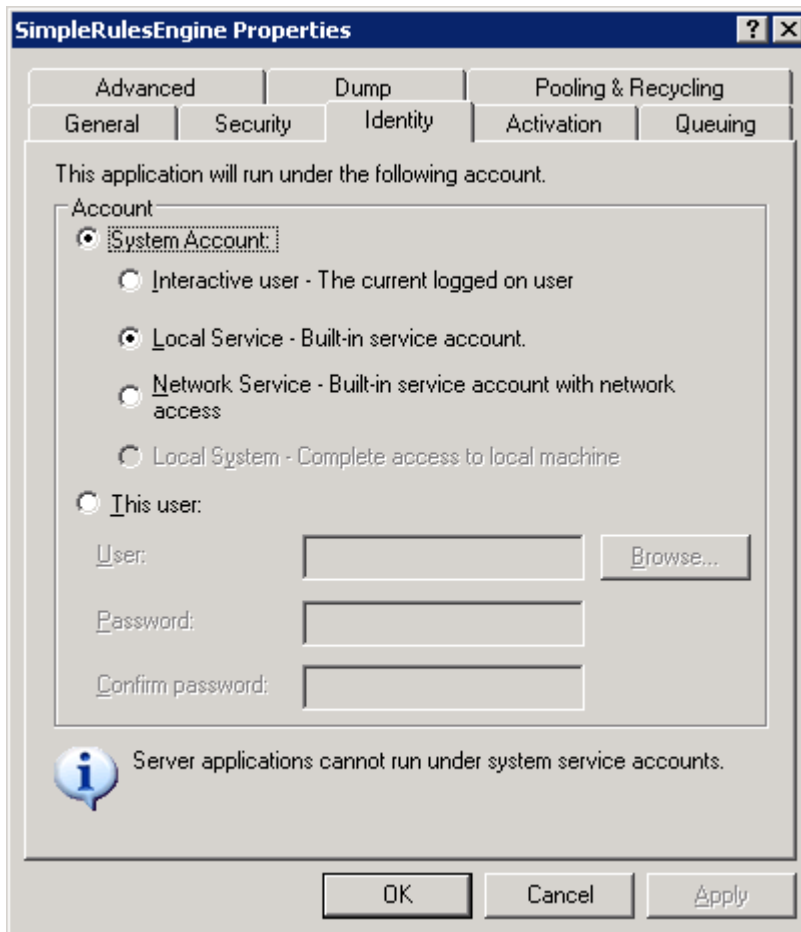 SimpleRulesEngine Properties
Advanced Dump Pooling & Recycling
General Security Identity Activation Queuing
This application will run under the following account.
Account
System Account:
Interactive user - The current logged on user
Local Service - Built-in service account.
Network Service - Built-in service account with network
access
Local System - Complete access to local machine
This user:
User: Browse...
Password:
Confirm password:
Server applications cannot run under system service accounts.
OK Cancel Apply